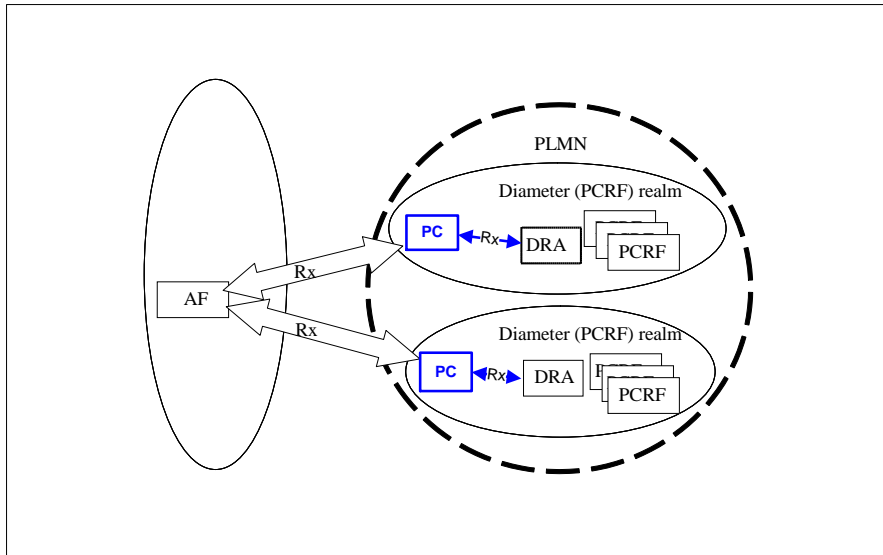 PLMN
Diameter (PCRF) realm
PC
Rx
DRA
PCRF
Rx
AF
Rx
Diameter (PCRF) realm
PC
Rx
DRA
PCRF